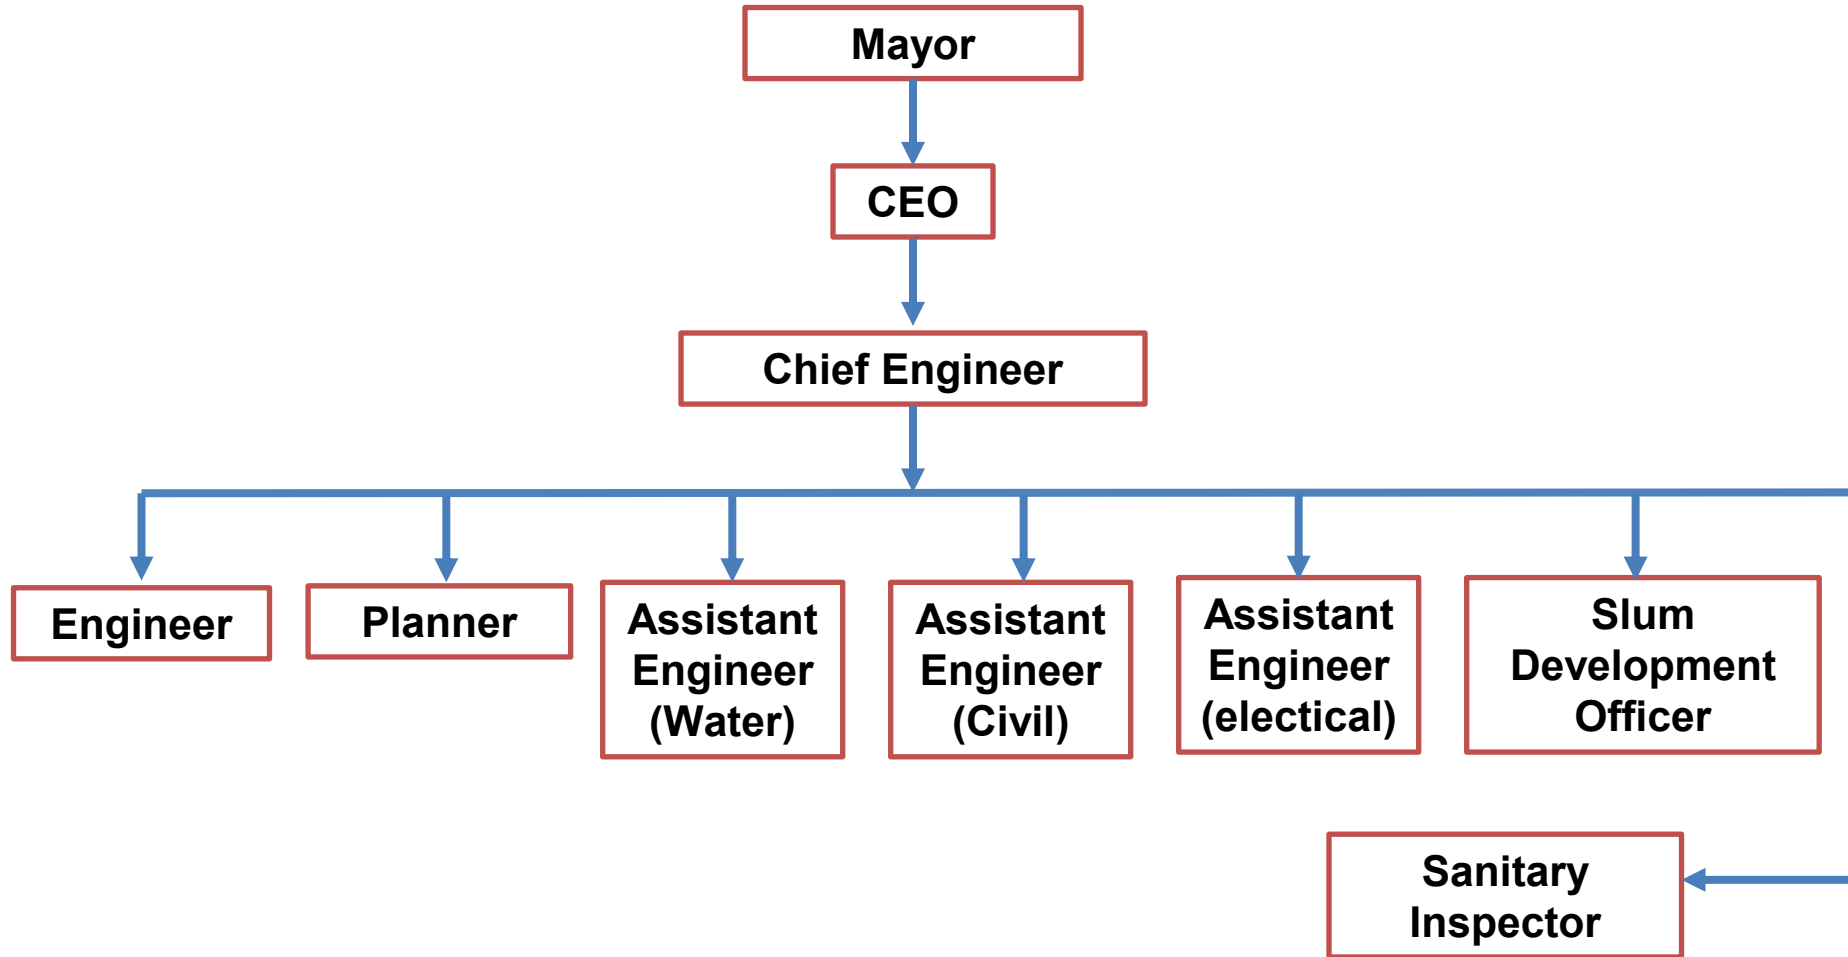 Mayor
CEO
Chief Engineer
Engineer
Planner
Assistant
Engineer
(Water)
Assistant
Engineer
(Civil)
Assistant
Engineer
(electical)
Slum
Development
Officer
Sanitary
Inspector